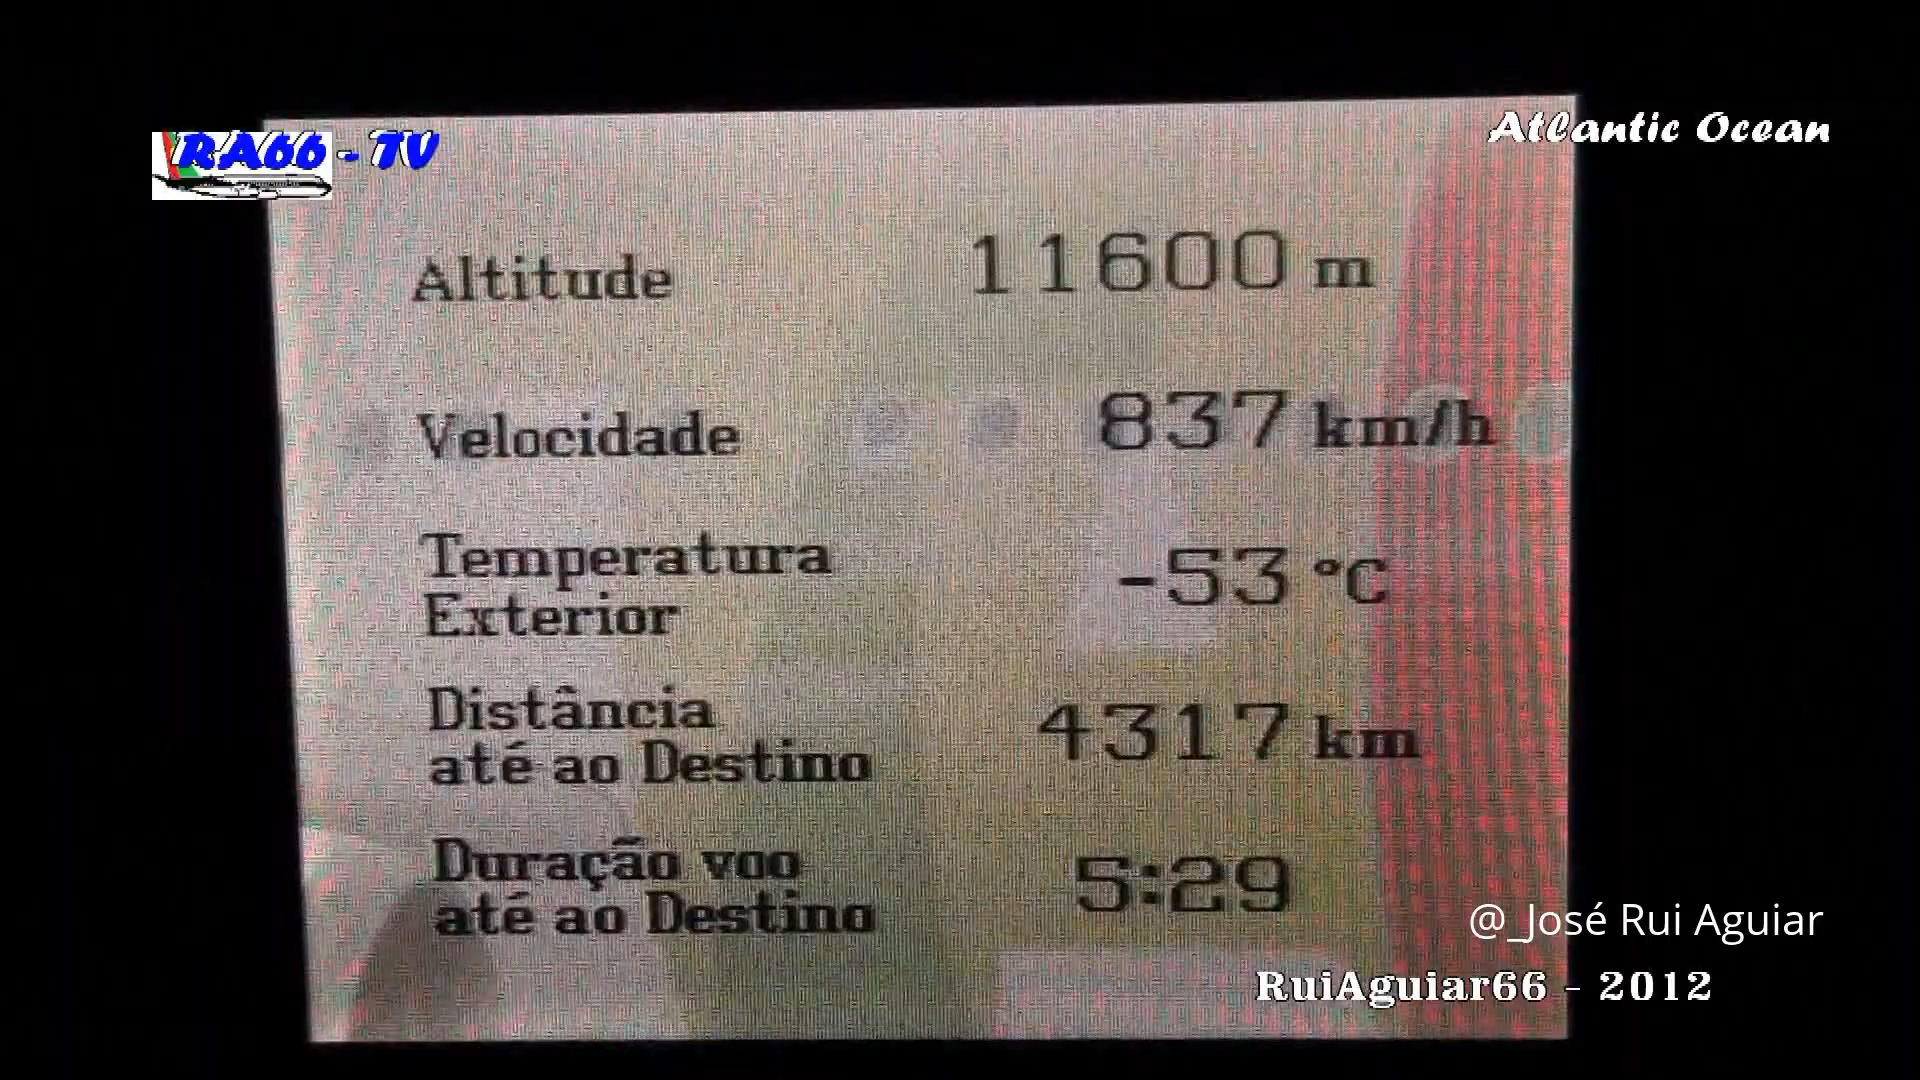 RA66 - TV
Atlantic Ocean
Altitude 11600 m
Velocidade 837 km/h
Temperatura
Exterior -53 °C
Distância
até ao Destino 4317 km
Duração voo
até ao Destino 5:29
@_José Rui Aguiar
RuiAguiar66 - 2012